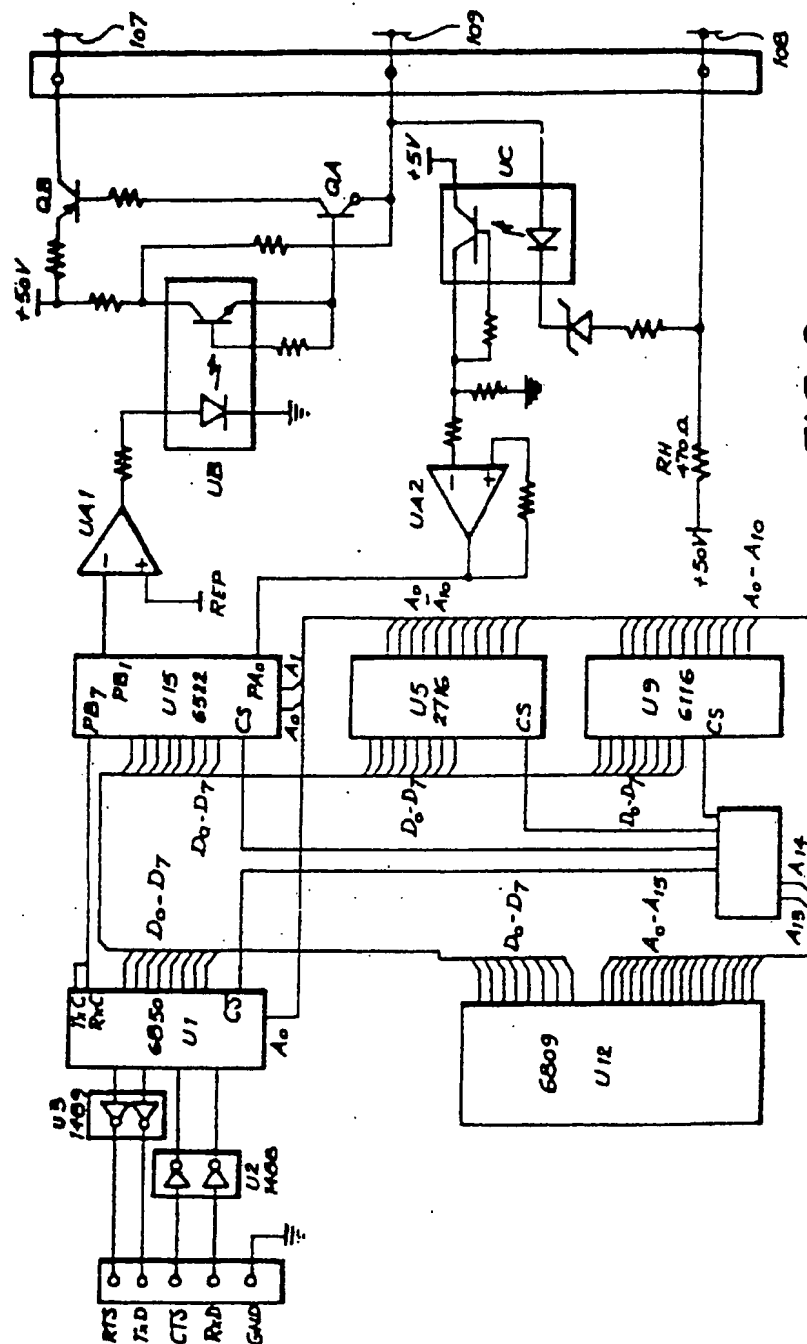 RTS
TxD
CTS
RxD
GND
U3
1489
U2
1488
TxC
RxC
6850
U1
CS
A0
D0-D7
D0-D7
PB7
PB1
U15
6522
CS
PA0
A0
A1
UA1
REF
UB
+50V
QB
QA
107
109
108
+5V
UC
UA2
RH
470Ω
+50V
A0-A10
A0-A10
U5
2716
CS
D0-D7
U9
6116
CS
D0-D7
6809
U12
D0-D7
A0-A15
A13
A14